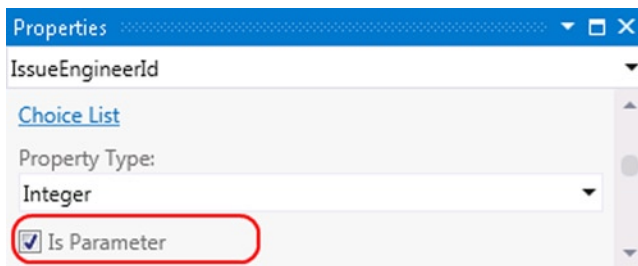 Properties
IssueEngineerId
Choice List
Property Type:
Integer
Is Parameter